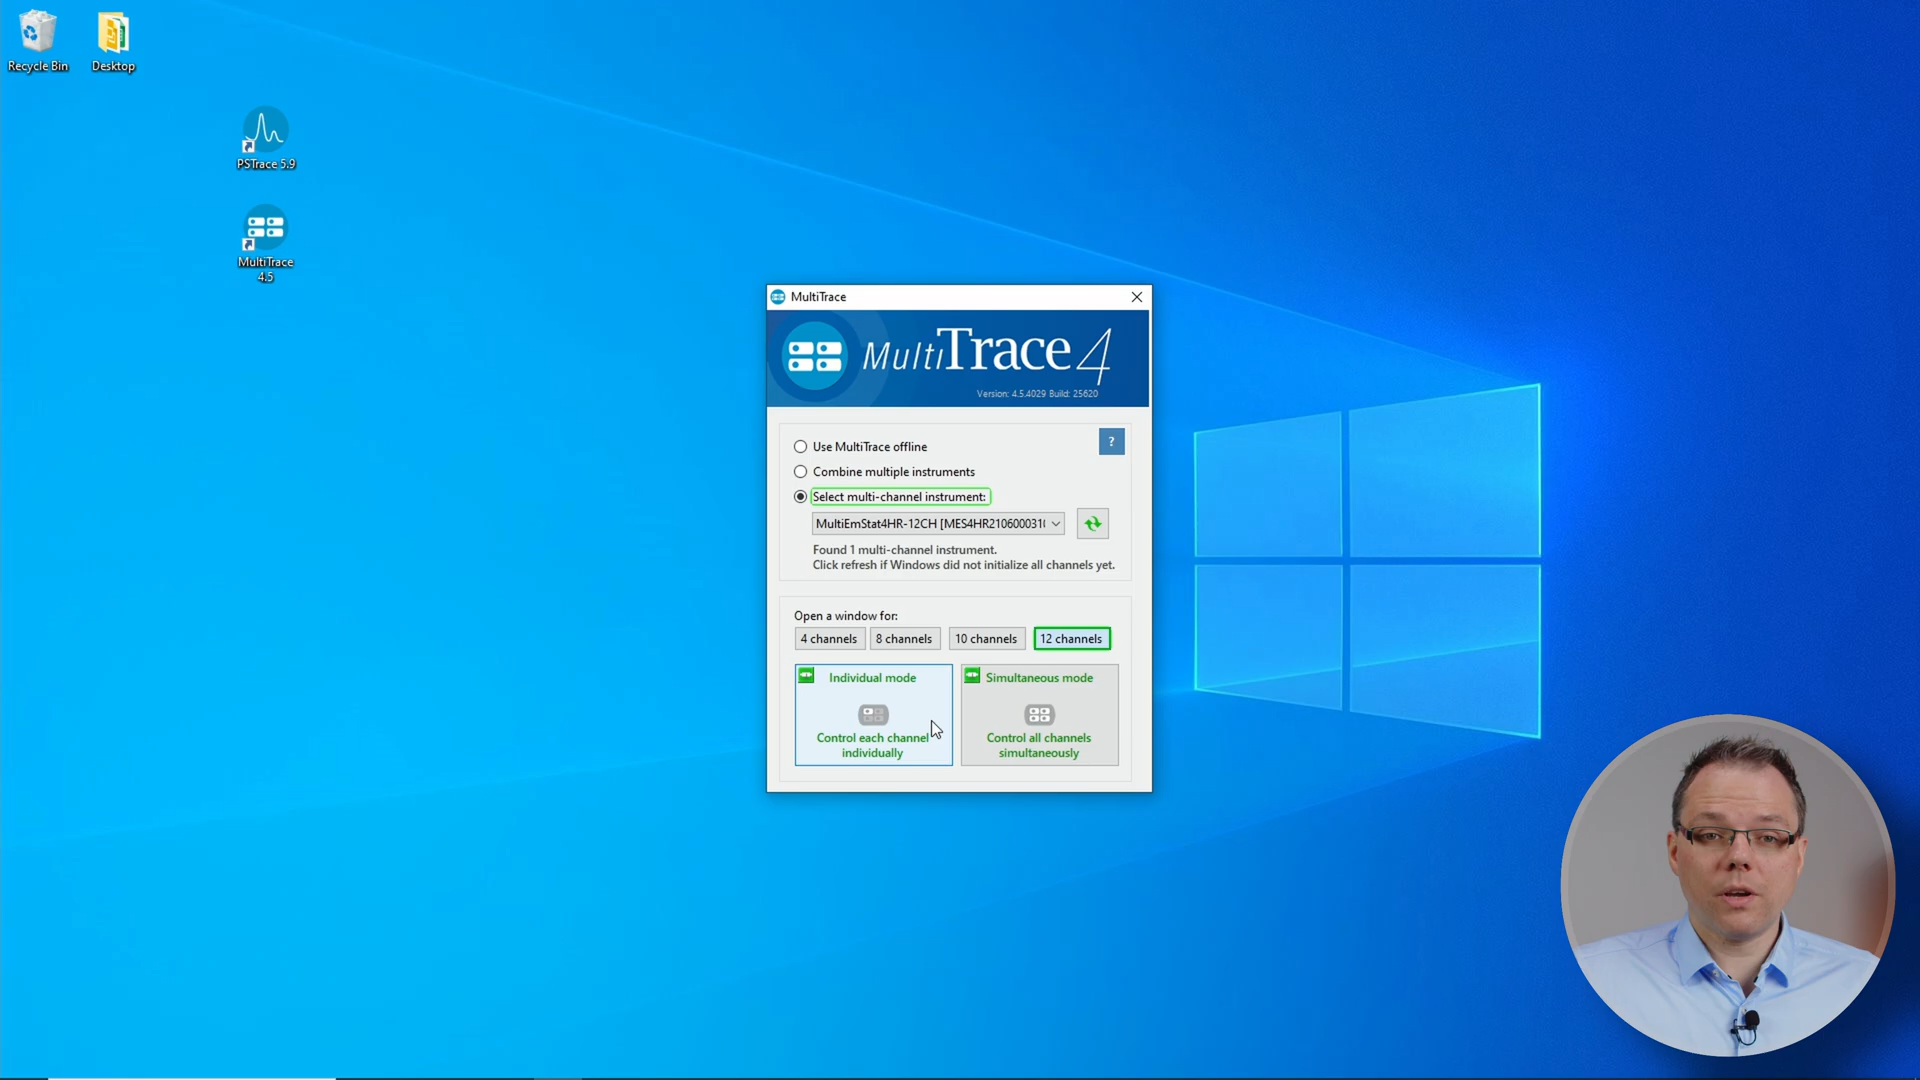 Recycle Bin
Desktop
PSTrace 5.9
MultiTrace
4.5
MultiTrace
MultiTrace 4
Version: 4.5.4029 Build: 25620
Use MultiTrace offline
?
Combine multiple instruments
Select multi-channel instrument:
MultiEmStat4HR-12CH [MES4HR2106000310
Found 1 multi-channel instrument.
Click refresh if Windows did not initialize all channels yet.
Open a window for:
4 channels 8 channels 10 channels 12 channels
Individual mode
Control each channel
individually
Simultaneous mode
Control all channels
simultaneously